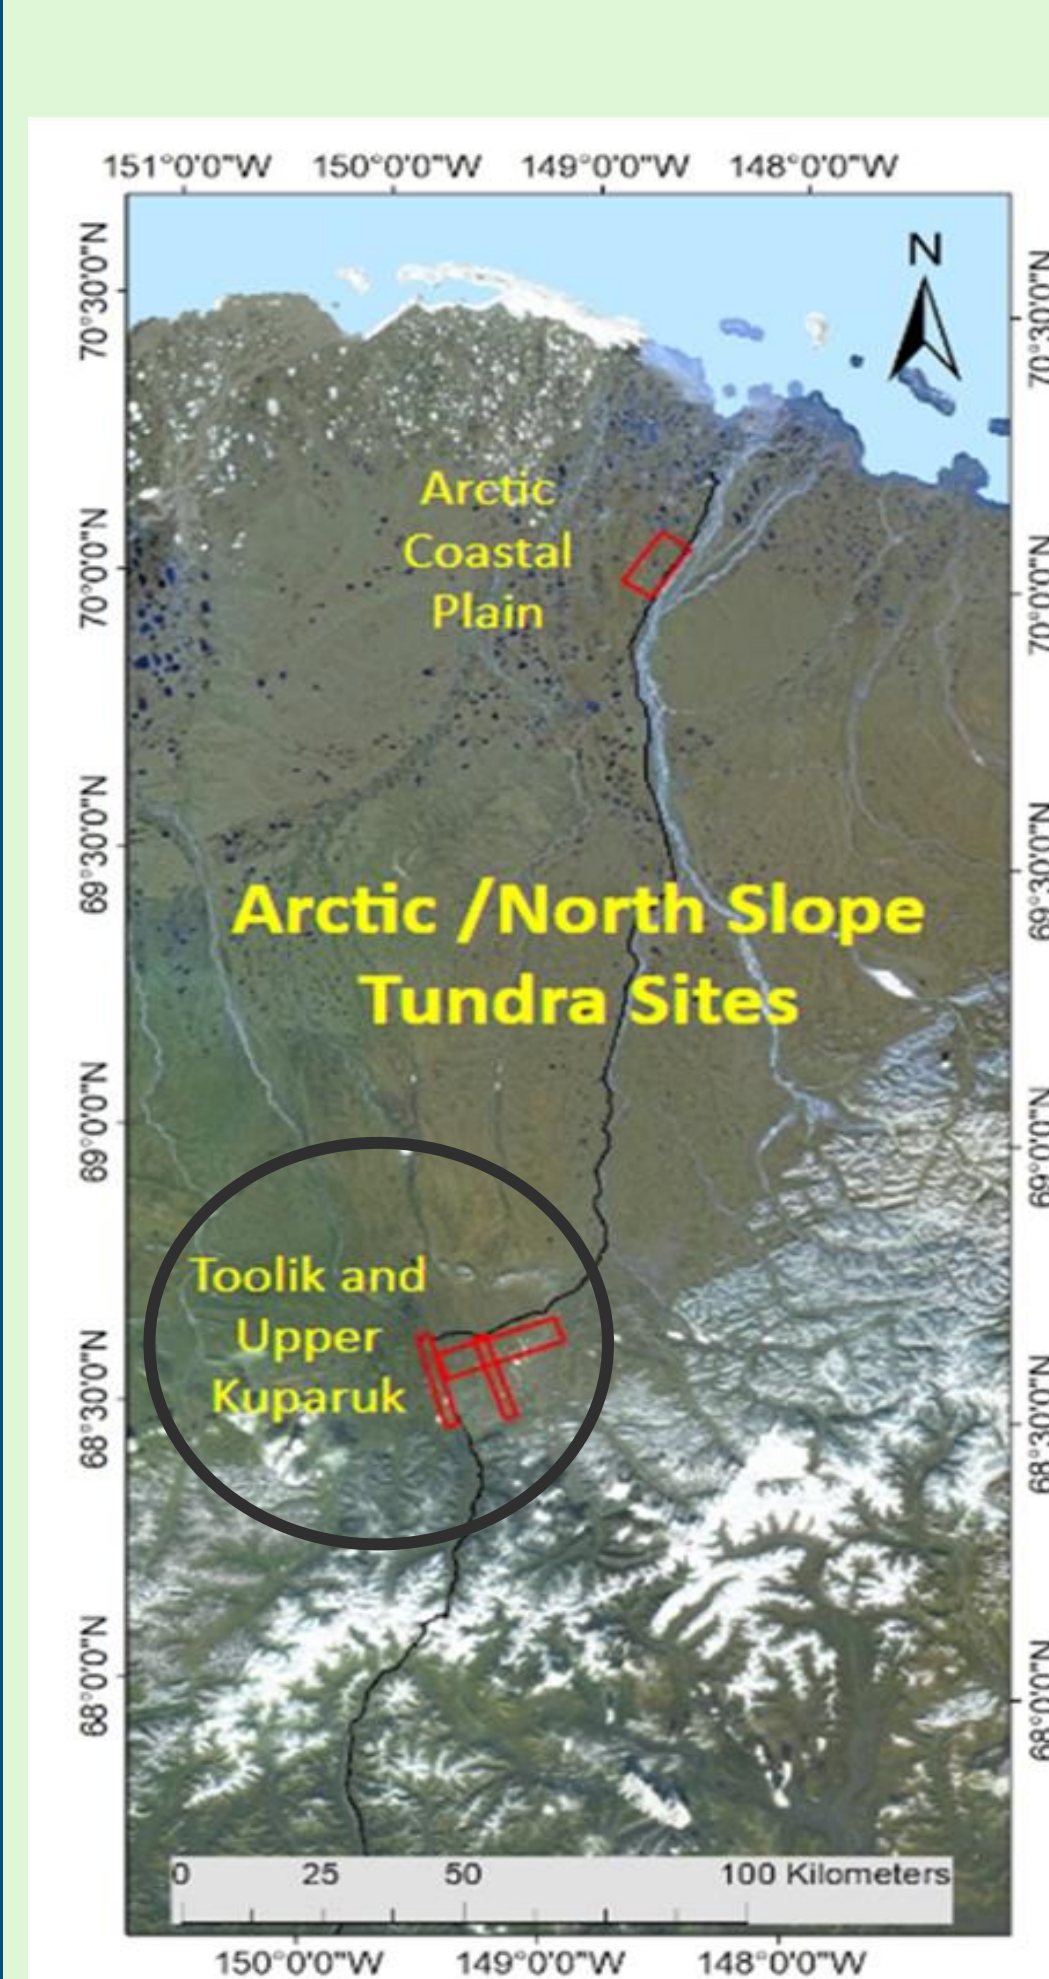 151°0'0"W 150°0'0"W 149°0'0"W 148°0'0"W
N
70°30'0"N
70°30'0"N
Arctic
Coastal
Plain
70°0'0"N
70°0'0"N
69°30'0"N
69°30'0"N
Arctic /North Slope
Tundra Sites
69°0'0"N
69°0'0"N
Toolik and
Upper
Kuparuk
68°30'0"N
68°30'0"N
68°0'0"N
68°0'0"N
0 25 50 100 Kilometers
150°0'0"W 149°0'0"W 148°0'0"W